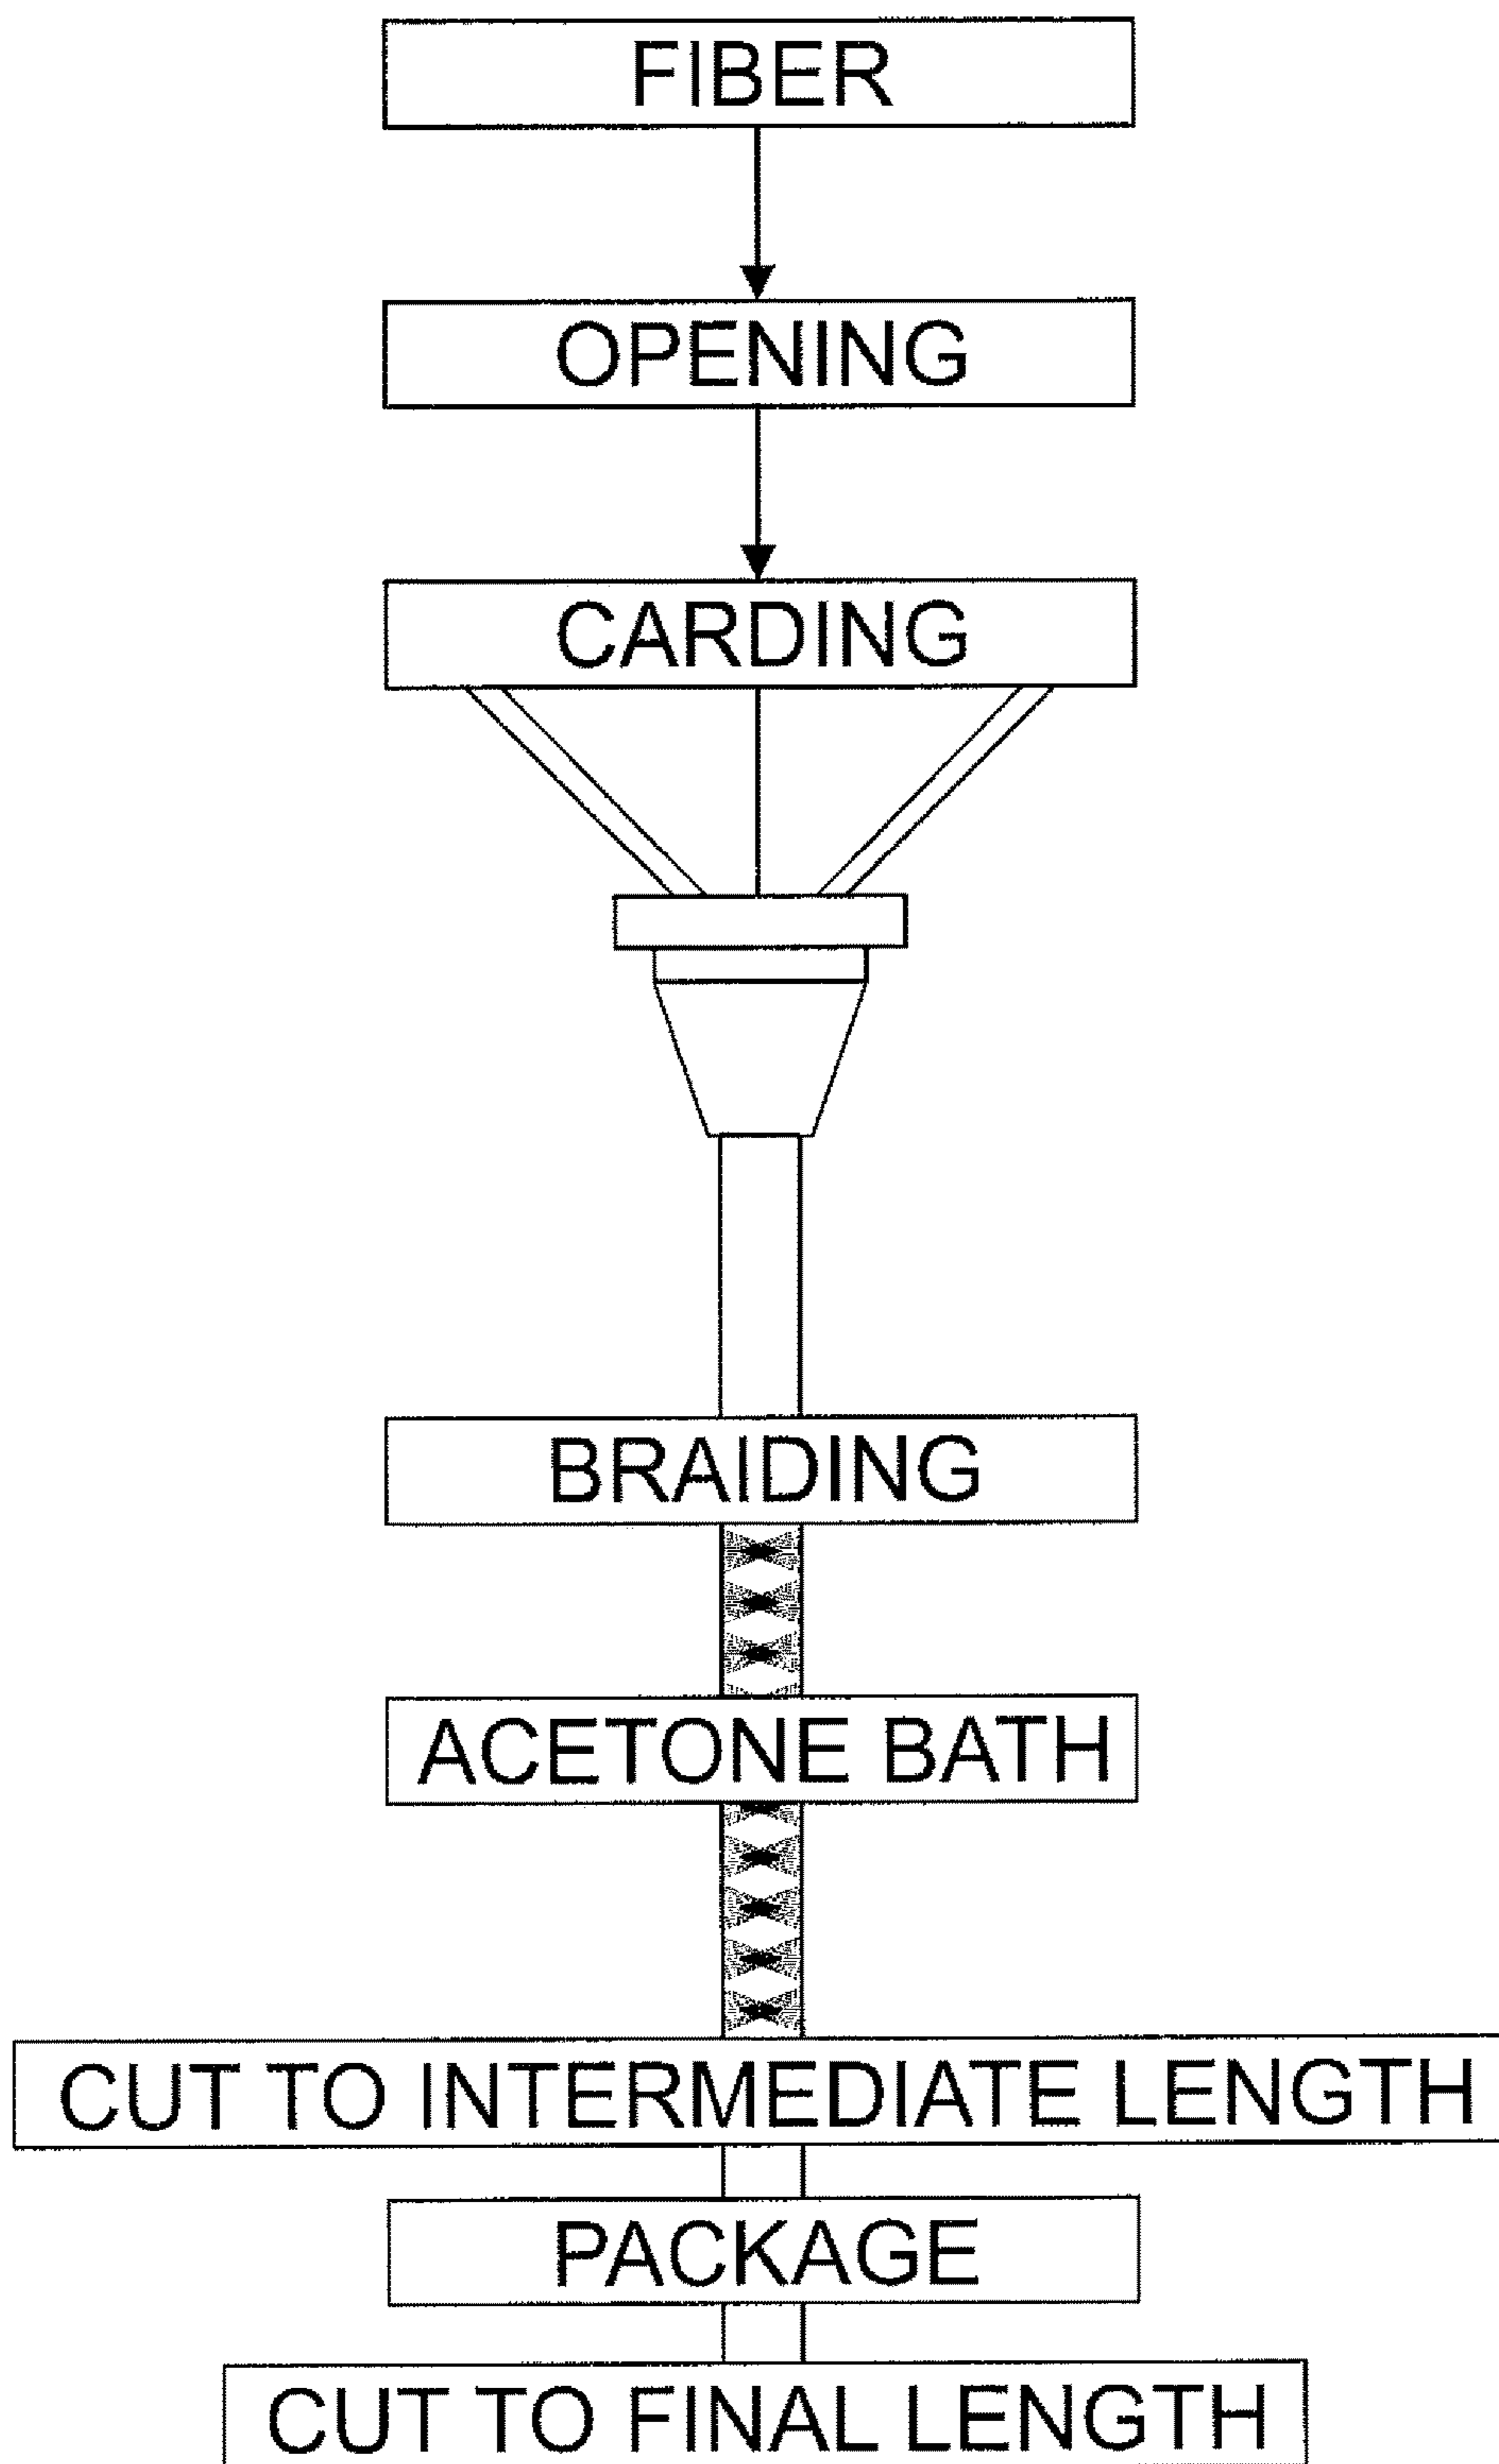 FIBER
OPENING
CARDING
BRAIDING
ACETONE BATH
CUT TO INTERMEDIATE LENGTH
PACKAGE
CUT TO FINAL LENGTH